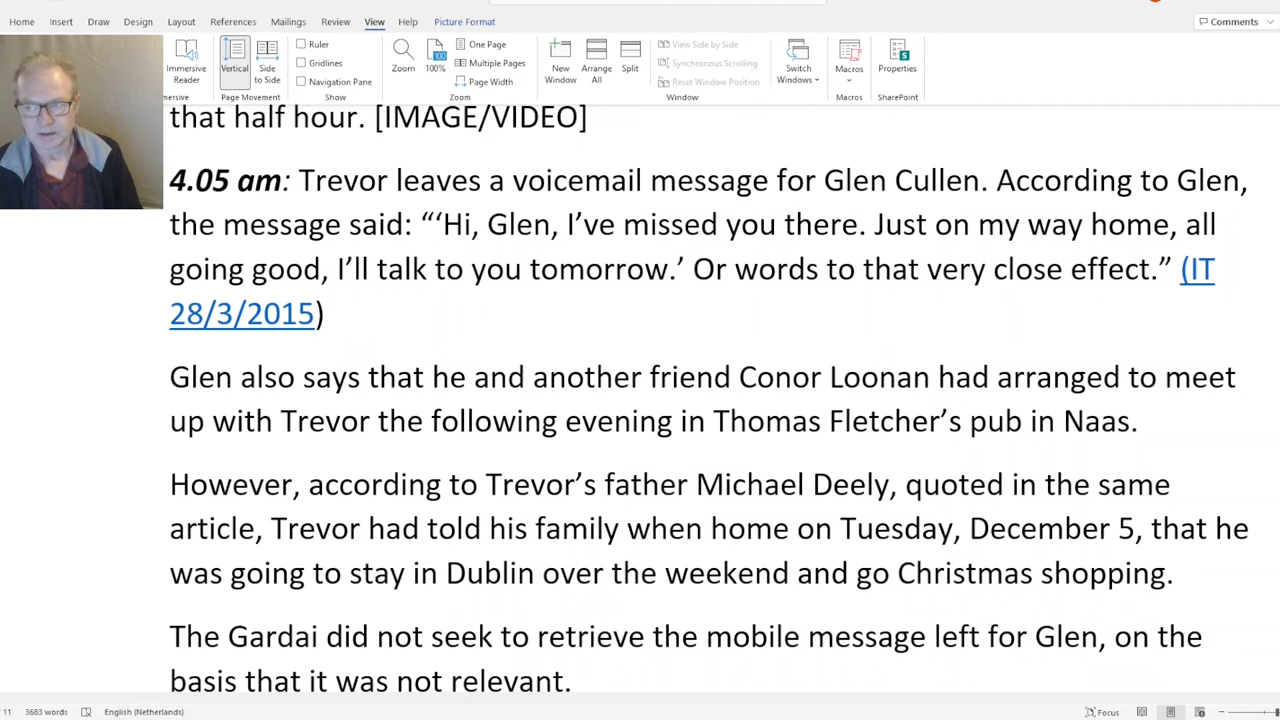 Home Insert Draw Design Layout References Mailings Review View Help Picture Format Comments
Immersive Reader
Vertical
Side to Side
Page Movement
Ruler
Gridlines
Navigation Pane
Show
Zoom
100
100%
One Page
Multiple Pages
Page Width
Zoom
New Window
Arrange All
Split
View Side by Side
Synchronous Scrolling
Reset Window Position
Window
Switch Windows
Macros
Macros
Properties
SharePoint
that half hour. [IMAGE/VIDEO]
4.05 am: Trevor leaves a voicemail message for Glen Cullen. According to Glen,
the message said: “‘Hi, Glen, I’ve missed you there. Just on my way home, all
going good, I’ll talk to you tomorrow.’ Or words to that very close effect.” (IT
28/3/2015)
Glen also says that he and another friend Conor Loonan had arranged to meet
up with Trevor the following evening in Thomas Fletcher’s pub in Naas.
However, according to Trevor’s father Michael Deely, quoted in the same
article, Trevor had told his family when home on Tuesday, December 5, that he
was going to stay in Dublin over the weekend and go Christmas shopping.
The Gardai did not seek to retrieve the mobile message left for Glen, on the
basis that it was not relevant.
11 3683 words English (Netherlands) Focus